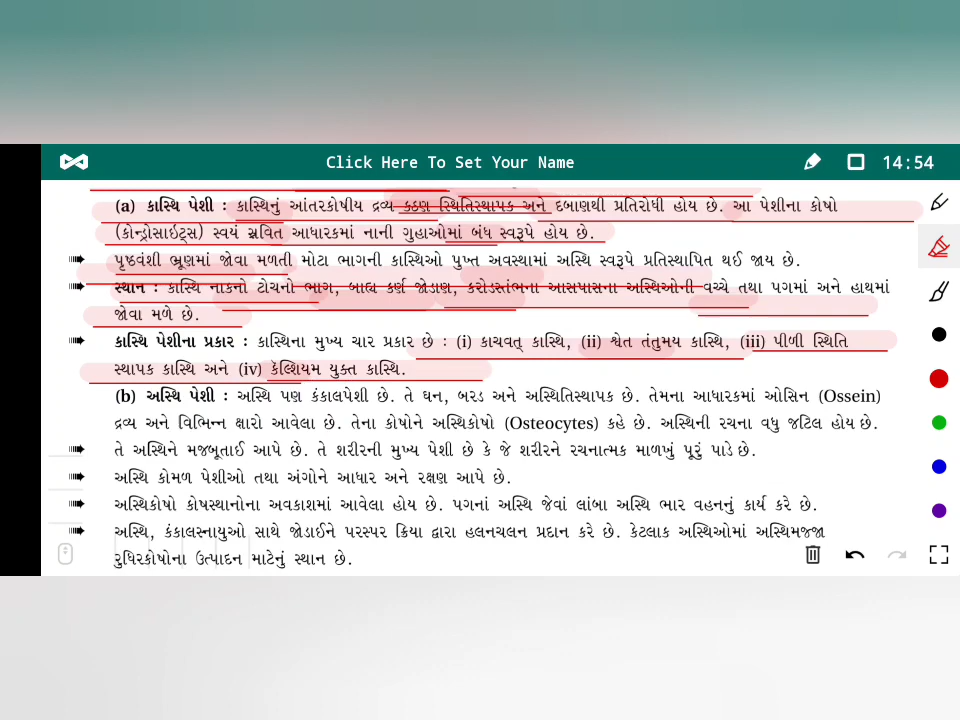 Click Here To Set Your Name
14:54
(a) કાસ્થિ પેશી : કાસ્થિનું આંતરકોષીય દ્રવ્ય કઠણ સ્થિતિસ્થાપક અને દબાણથી પ્રતિરોધી હોય છે. આ પેશીના કોષો
(કોન્ડ્રોસાઇટ્સ) સ્વયં સ્રવિત આધારકમાં નાની ગુહાઓમાં બંધ સ્વરૂપે હોય છે.
➠ પૃષ્ઠવંશી ભ્રૂણમાં જોવા મળતી મોટા ભાગની કાસ્થિઓ પુખ્ત અવસ્થામાં અસ્થિ સ્વરૂપે પ્રતિસ્થાપિત થઈ જાય છે.
➠ સ્થાન : કાસ્થિ નાકનો ટોચનો ભાગ, બાહ્ય કર્ણ જોડાણ, કરોડસ્તંભના આસપાસના અસ્થિઓની વચ્ચે તથા પગમાં અને હાથમાં
જોવા મળે છે.
➠ કાસ્થિ પેશીના પ્રકાર : કાસ્થિના મુખ્ય ચાર પ્રકાર છે : (i) કાચવત્ કાસ્થિ, (ii) શ્વેત તંતુમય કાસ્થિ, (iii) પીળી સ્થિતિ
સ્થાપક કાસ્થિ અને (iv) કૅલ્શિયમ યુક્ત કાસ્થિ.
(b) અસ્થિ પેશી : અસ્થિ પણ કંકાલપેશી છે. તે ઘન, બરડ અને અસ્થિતિસ્થાપક છે. તેમના આધારકમાં ઓસિન (Ossein)
દ્રવ્ય અને વિભિન્ન ક્ષારો આવેલા છે. તેના કોષોને અસ્થિકોષો (Osteocytes) કહે છે. અસ્થિની રચના વધુ જટિલ હોય છે.
➠ તે અસ્થિને મજબૂતાઈ આપે છે. તે શરીરની મુખ્ય પેશી છે કે જે શરીરને રચનાત્મક માળખું પૂરું પાડે છે.
➠ અસ્થિ કોમળ પેશીઓ તથા અંગોને આધાર અને રક્ષણ આપે છે.
➠ અસ્થિકોષો કોષસ્થાનોના અવકાશમાં આવેલા હોય છે. પગનાં અસ્થિ જેવાં લાંબા અસ્થિ ભાર વહનનું કાર્ય કરે છે.
➠ અસ્થિ, કંકાલસ્નાયુઓ સાથે જોડાઈને પરસ્પર ક્રિયા દ્વારા હલનચલન પ્રદાન કરે છે. કેટલાક અસ્થિઓમાં અસ્થિમજ્જા
રુધિરકોષોના ઉત્પાદન માટેનું સ્થાન છે.